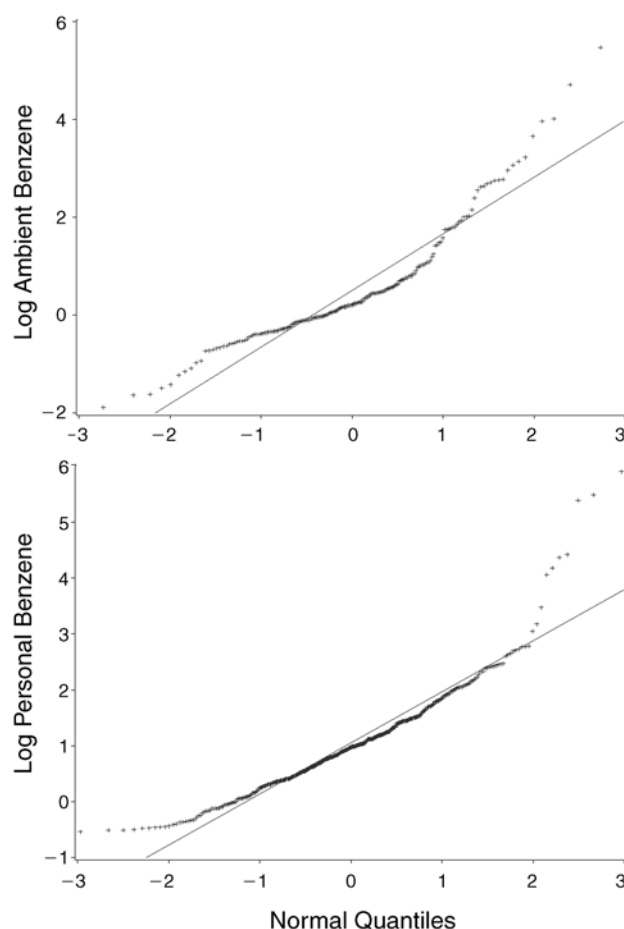 6
4
2
0
−2
Log Ambient Benzene
−3 −2 −1 0 1 2 3
6
5
4
3
2
1
0
−1
Log Personal Benzene
−3 −2 −1 0 1 2 3
Normal Quantiles